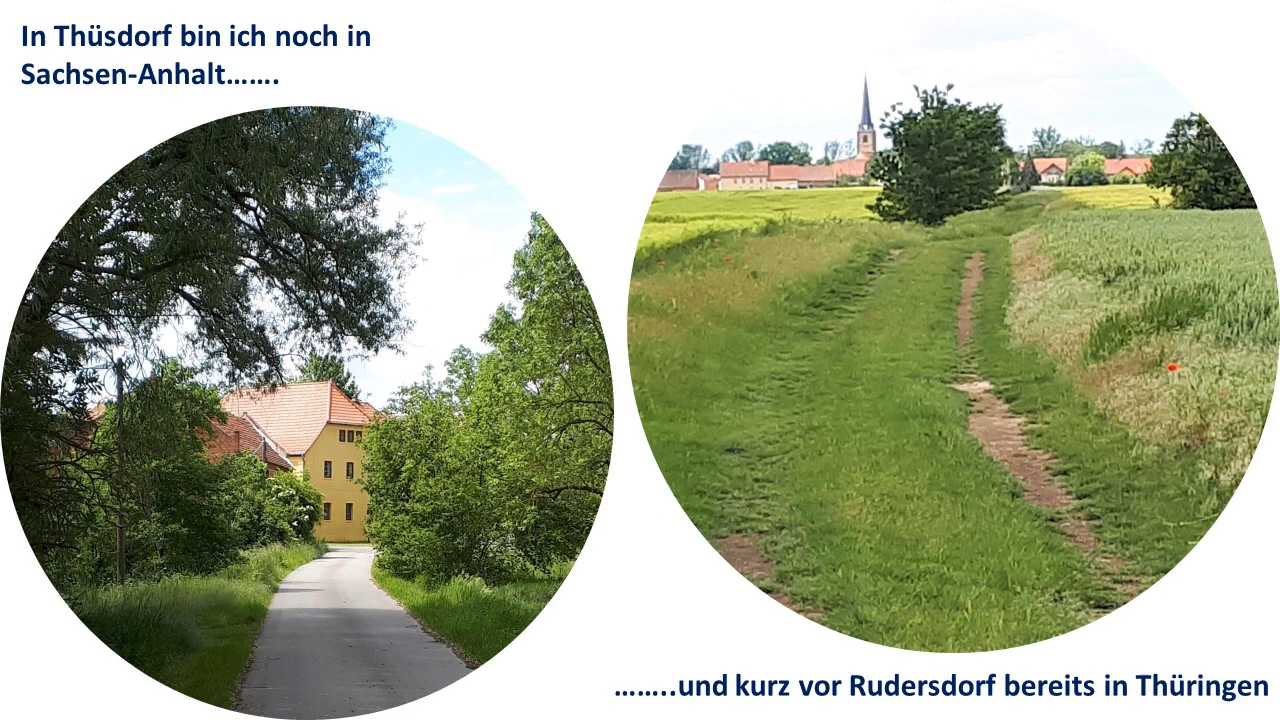 In Thüsdorf bin ich noch in
Sachsen-Anhalt…….
……..und kurz vor Rudersdorf bereits in Thüringen